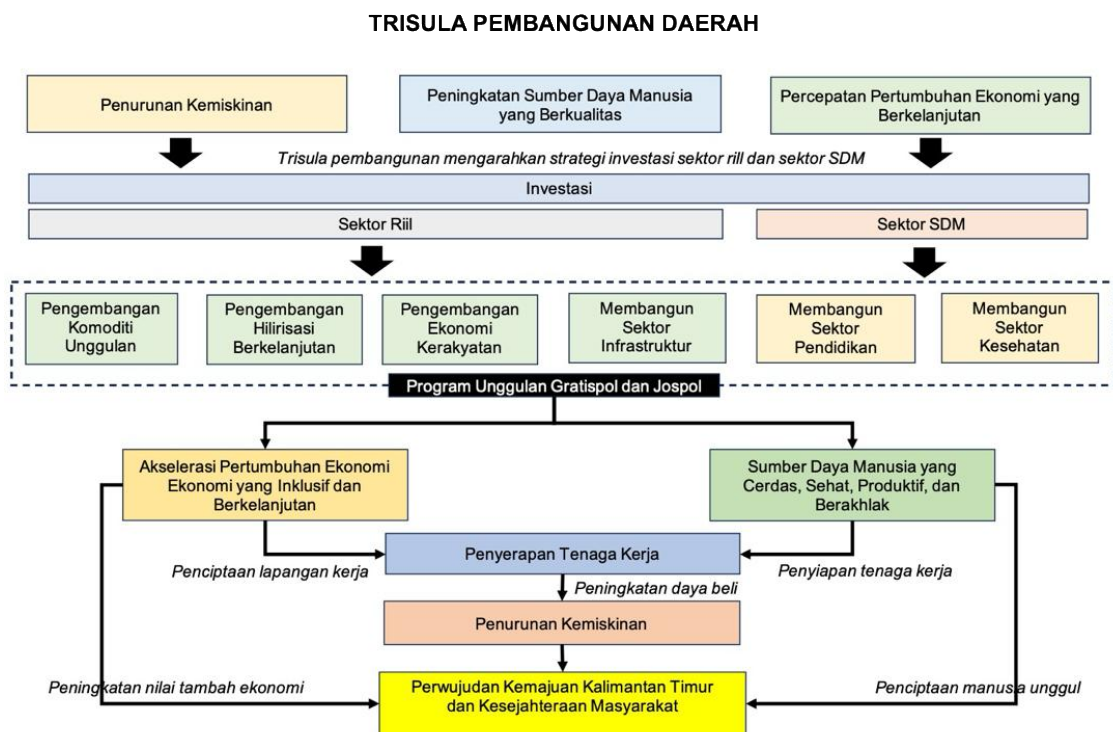 TRISULA PEMBANGUNAN DAERAH
Penurunan Kemiskinan
Peningkatan Sumber Daya Manusia
yang Berkualitas
Percepatan Pertumbuhan Ekonomi yang
Berkelanjutan
Trisula pembangunan mengarahkan strategi investasi sektor rill dan sektor SDM
Investasi
Sektor Riil
Sektor SDM
Pengembangan
Komoditi
Unggulan
Pengembangan
Hilirisasi
Berkelanjutan
Pengembangan
Ekonomi
Kerakyatan
Membangun
Sektor
Infrastruktur
Membangun
Sektor
Pendidikan
Membangun
Sektor
Kesehatan
Program Unggulan Gratispol dan Jospol
Akselerasi Pertumbuhan Ekonomi
Ekonomi yang Inklusif dan
Berkelanjutan
Sumber Daya Manusia yang
Cerdas, Sehat, Produktif, dan
Berakhlak
Penyerapan Tenaga Kerja
Penciptaan lapangan kerja
Penyiapan tenaga kerja
Peningkatan daya beli
Penurunan Kemiskinan
Peningkatan nilai tambah ekonomi
Perwujudan Kemajuan Kalimantan Timur
dan Kesejahteraan Masyarakat
Penciptaan manusia unggul